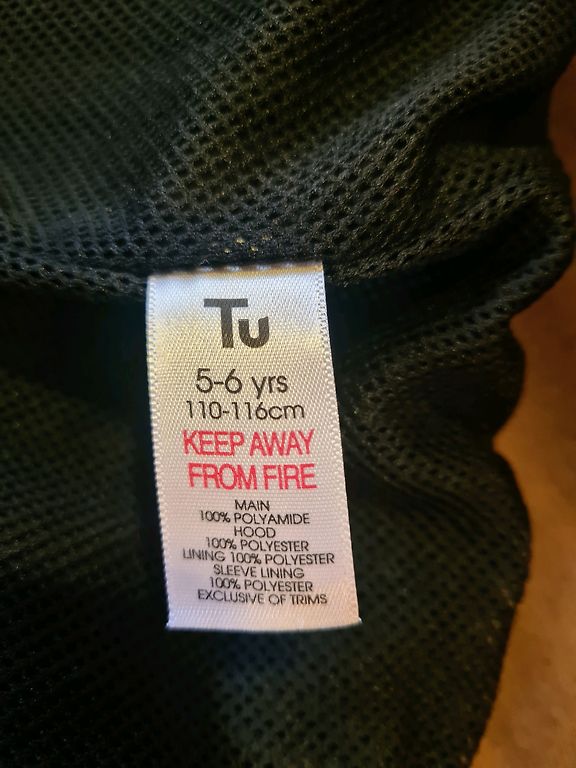 Tu
5-6 yrs
110-116cm
KEEP AWAY
FROM FIRE
MAIN
100% POLYAMIDE
HOOD
100% POLYESTER
LINING 100% POLYESTER
SLEEVE LINING
100% POLYESTER
EXCLUSIVE OF TRIMS